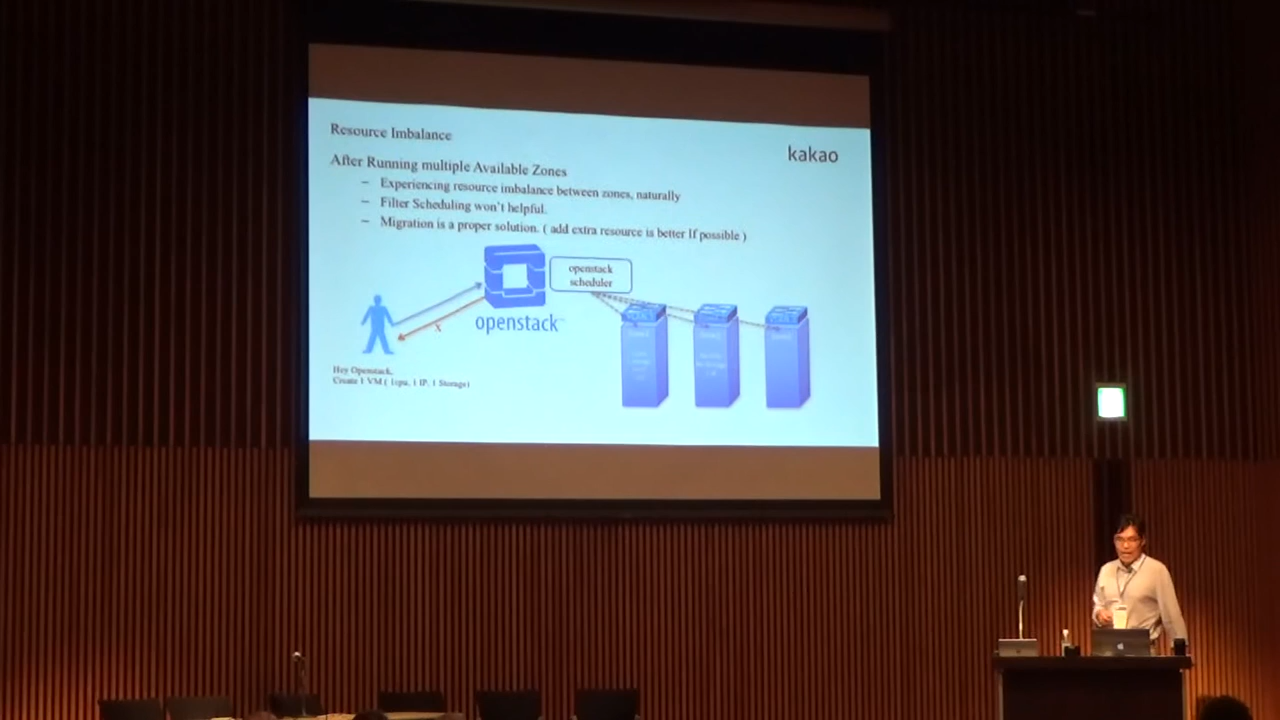 Resource Imbalance
kakao
After Running multiple Available Zones
– Experiencing resource imbalance between zones, naturally
– Filter Scheduling won't helpful.
– Migration is a proper solution. ( add extra resource is better If possible )
openstack
scheduler
openstack
x
Hey Openstack,
Create 1 VM ( 1cpu, 1 IP, 1 Storage)